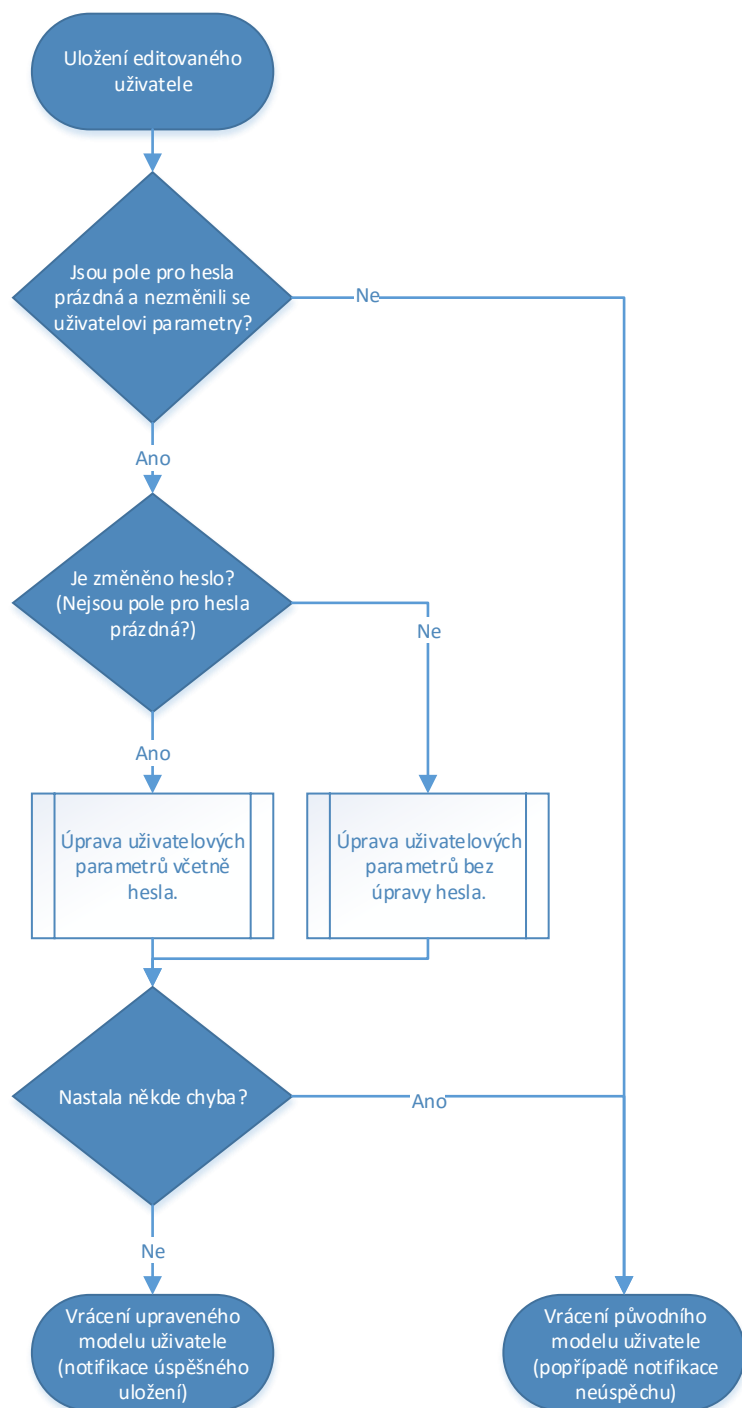 Uložení editovaného
uživatele
Jsou pole pro hesla
prázdná a nezměnili se
uživatelovi parametry?
Ne
Ano
Je změněno heslo?
(Nejsou pole pro hesla
prázdná?)
Ne
Ano
Úprava uživatelových
parametrů včetně
hesla.
Úprava uživatelových
parametrů bez
úpravy hesla.
Nastala někde chyba?
Ano
Ne
Vrácení upraveného
modelu uživatele
(notifikace úspěšného
uložení)
Vrácení původního
modelu uživatele
(popřípadě notifikace
neúspěchu)